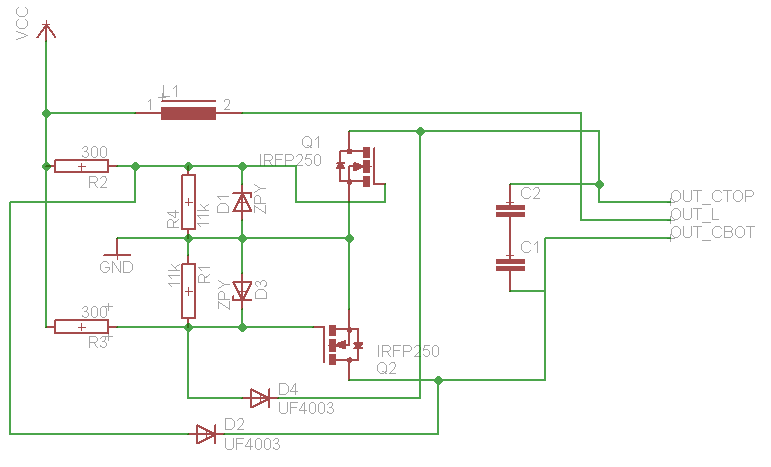 VCC
L1
1 2
Q1
IRFP250
300
R2
C2
OUT_CTOP
OUT_L
OUT_CBOT
R4
11k
D1
ZPY
C1
GND
11k
R1
ZPY
D3
300
R3
IRFP250
Q2
D4
UF4003
D2
UF4003